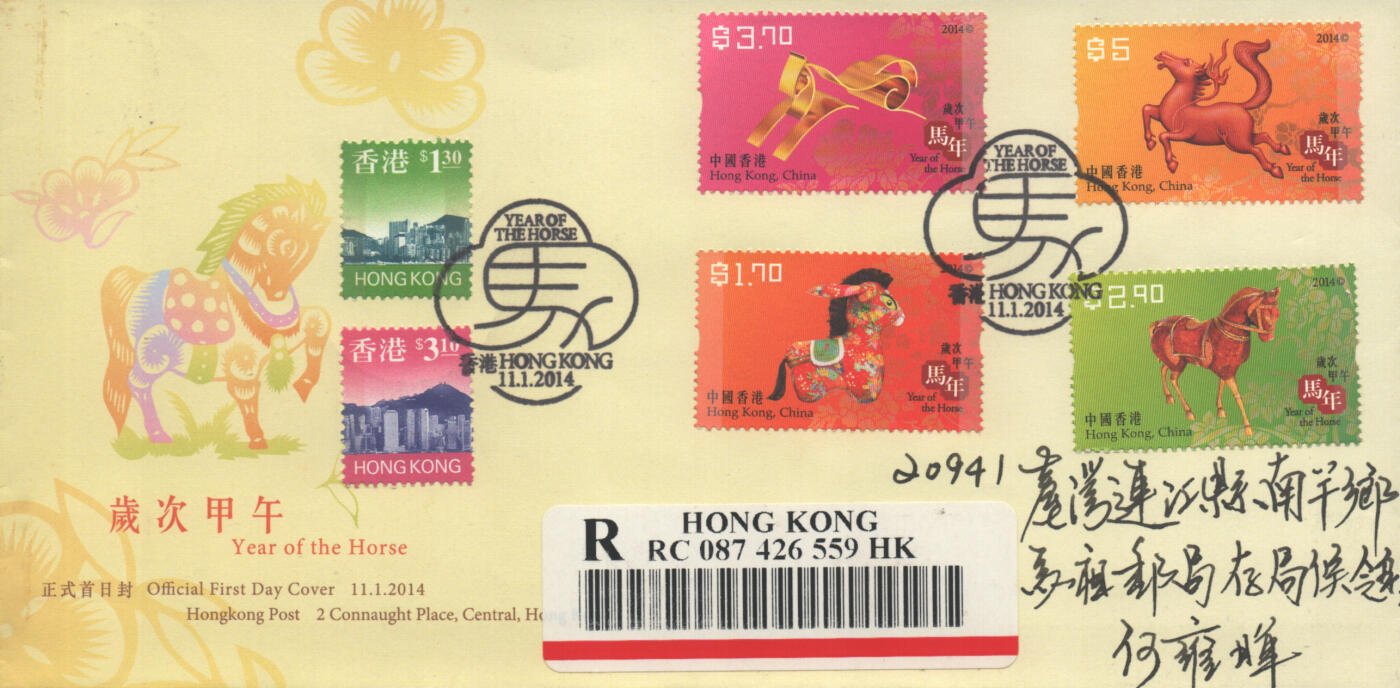 香港 $1.30
HONG KONG
香港 $3.10
HONG KONG
YEAR OF
THE HORSE
香港 HONG KONG
11.1.2014
歲次甲午
Year of the Horse
正式首日封 Official First Day Cover 11.1.2014
Hongkong Post 2 Connaught Place, Central, Hong
$3.70
2014©
歲次
甲午
馬年
Year of
the Horse
中國香港
Hong Kong, China
$5
2014©
歲次
甲午
馬年
Year of
the Horse
中國香港
Hong Kong, China
YEAR OF
THE HORSE
香港 HONG KONG
11.1.2014
$1.70
2014©
歲次
甲午
馬年
Year of
the Horse
中國香港
Hong Kong, China
$2.90
2014©
歲次
甲午
馬年
Year of
the Horse
中國香港
Hong Kong, China
R HONG KONG
RC 087 426 559 HK
20941 臺灣連江縣南竿鄉
馬祖郵局存局候領
何